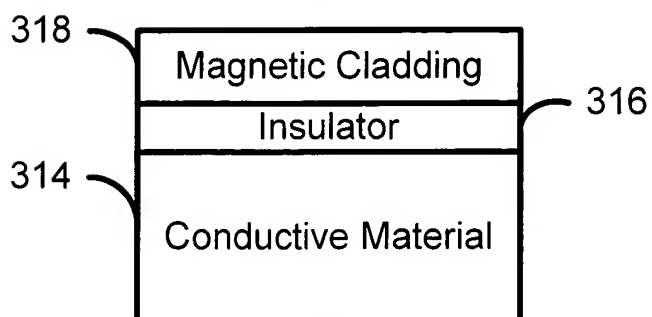 318
Magnetic Cladding
316
Insulator
314
Conductive Material